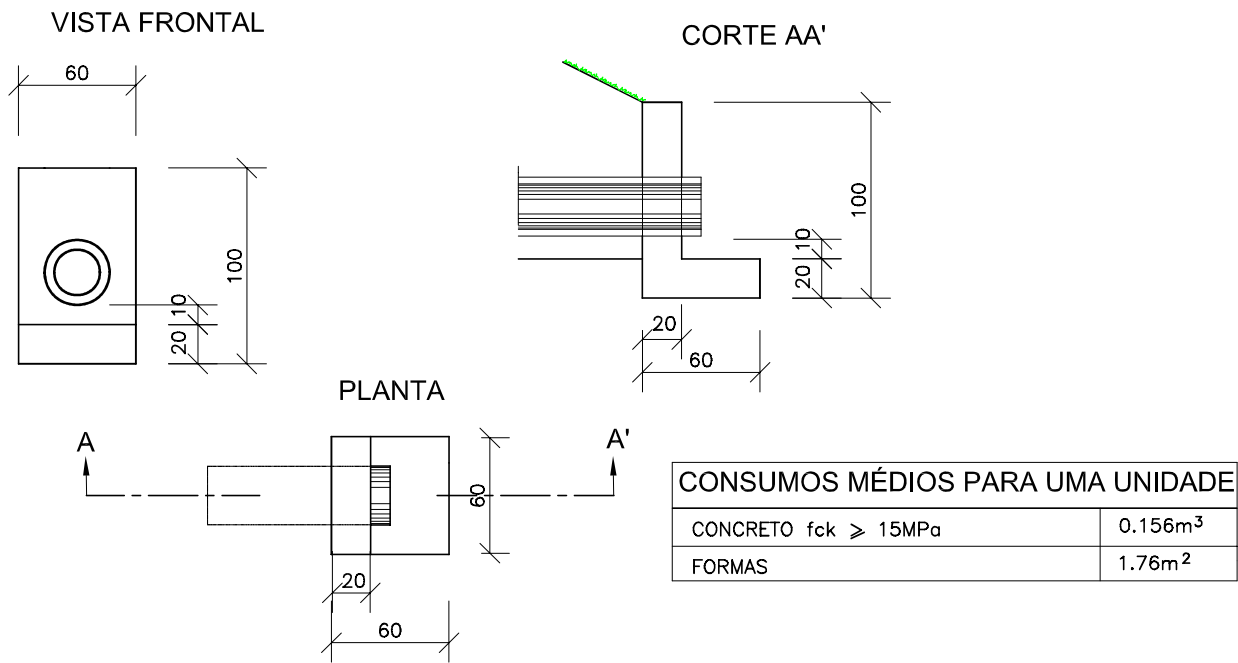 VISTA FRONTAL
60
100
10
20
CORTE AA'
100
10
20
20
60
PLANTA
A
A'
60
20
60
CONSUMOS MÉDIOS PARA UMA UNIDADE
CONCRETO fck ⩾ 15MPa 0.156m³
FORMAS 1.76m²